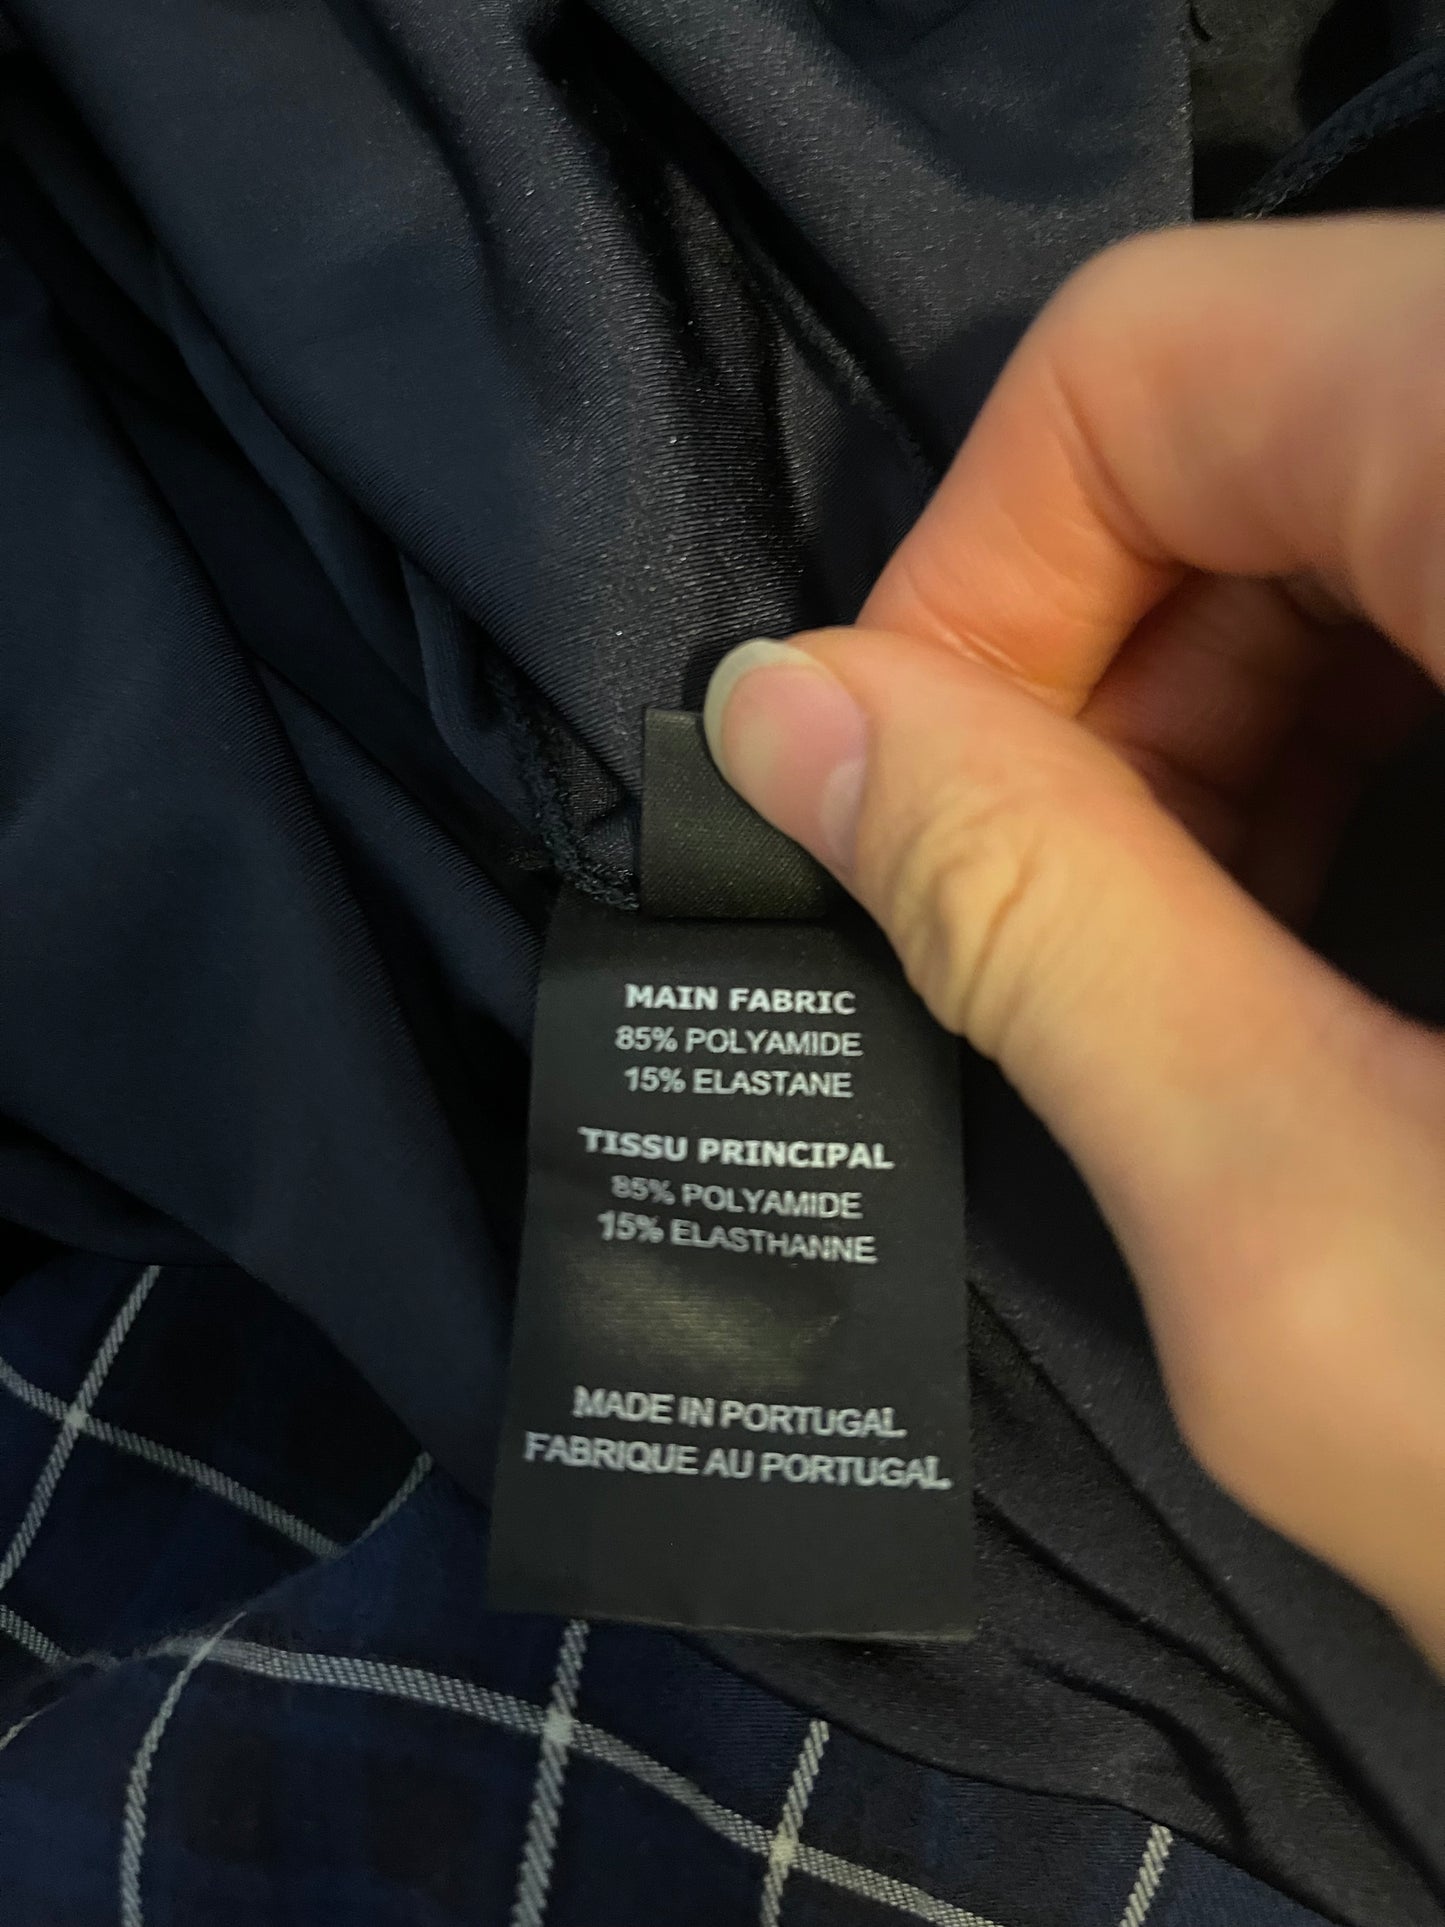 MAIN FABRIC
85% POLYAMIDE
15% ELASTANE
TISSU PRINCIPAL
85% POLYAMIDE
15% ELASTHANNE
MADE IN PORTUGAL
FABRIQUE AU PORTUGAL